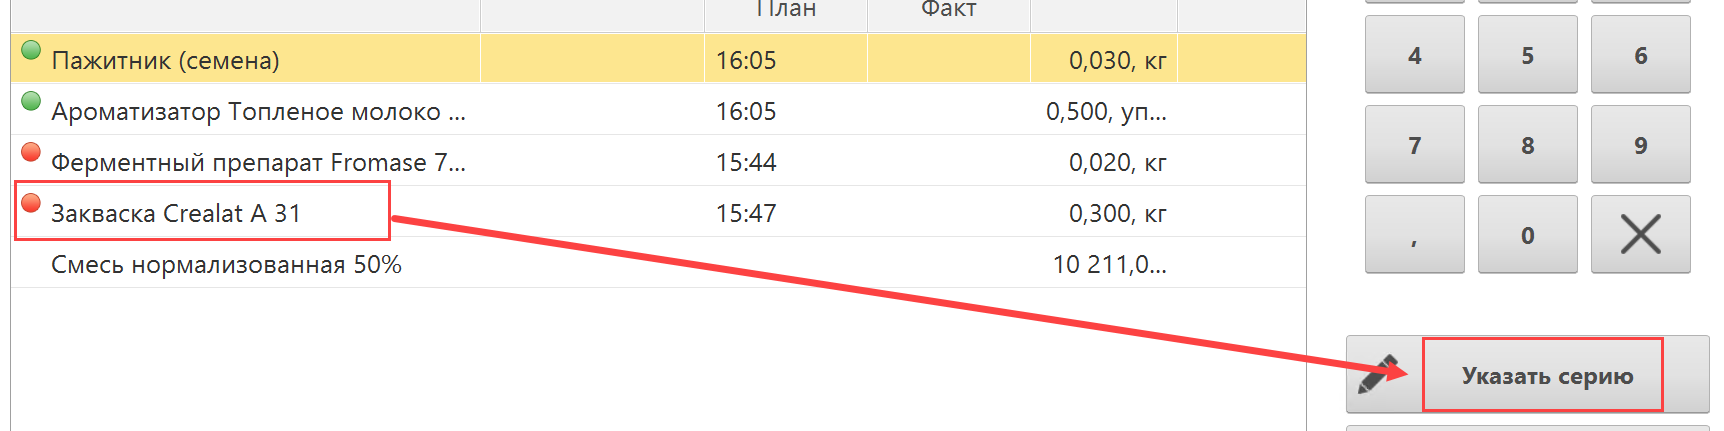 План Факт
Пажитник (семена) 16:05 0,030, кг
Ароматизатор Топленое молоко ... 16:05 0,500, уп...
Ферментный препарат Fromase 7... 15:44 0,020, кг
Закваска Crealat A 31 15:47 0,300, кг
Смесь нормализованная 50% 10 211,0...
4 5 6
7 8 9
, 0
Указать серию